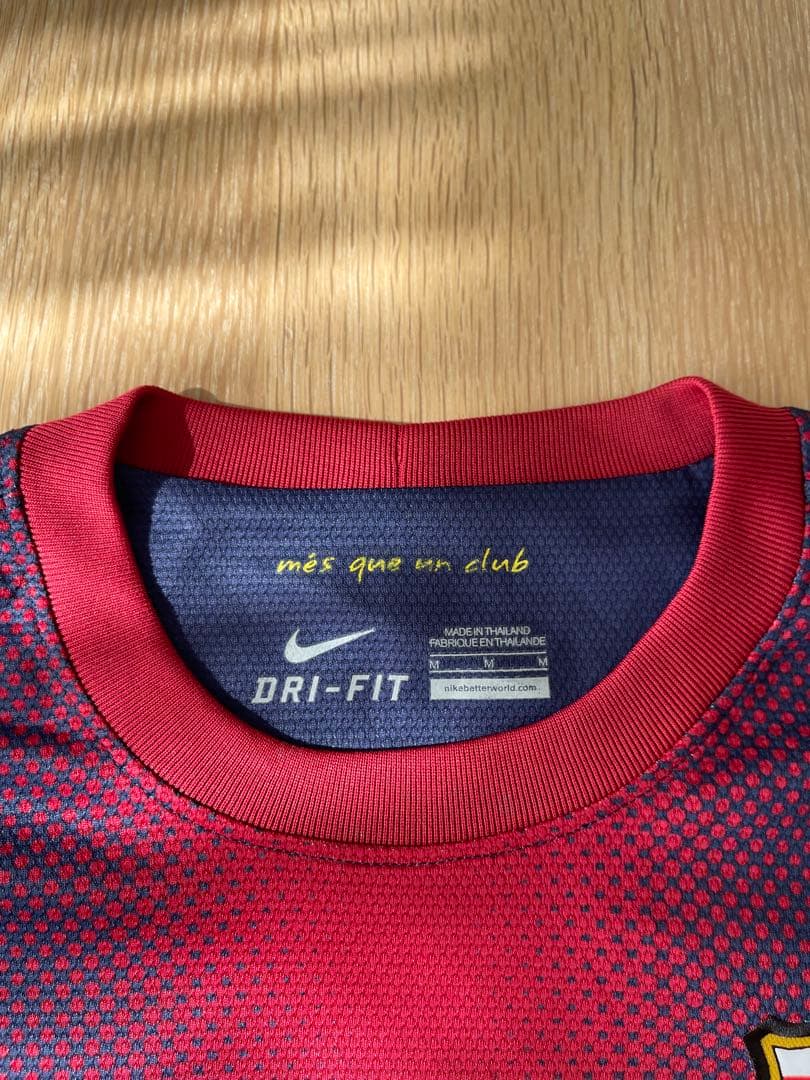 més que un club
DRI-FIT
MADE IN THAILAND
FABRIQUE EN THAILANDE
M M M
nikebetterworld.com